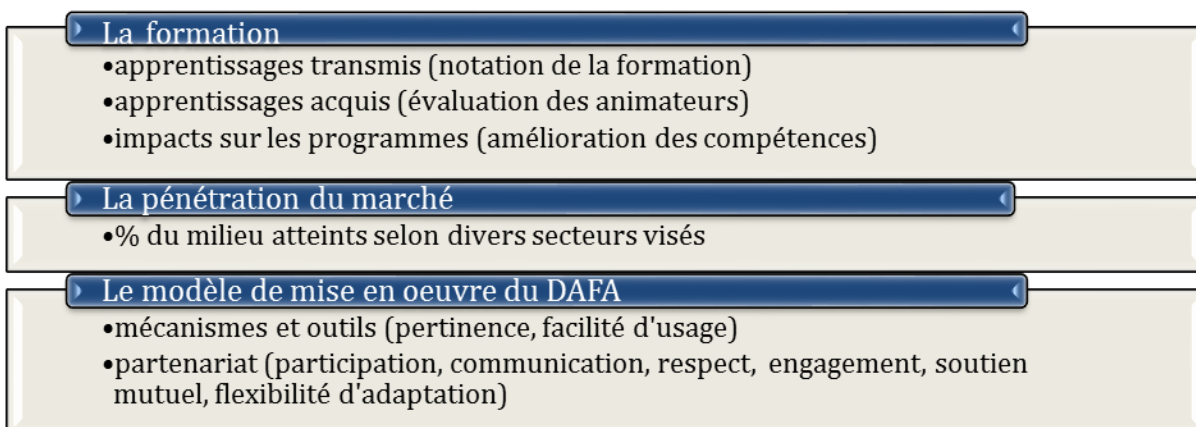 La formation
•apprentissages transmis (notation de la formation)
•apprentissages acquis (évaluation des animateurs)
•impacts sur les programmes (amélioration des compétences)
La pénétration du marché
•% du milieu atteints selon divers secteurs visés
Le modèle de mise en oeuvre du DAFA
•mécanismes et outils (pertinence, facilité d'usage)
•partenariat (participation, communication, respect, engagement, soutien
mutuel, flexibilité d'adaptation)